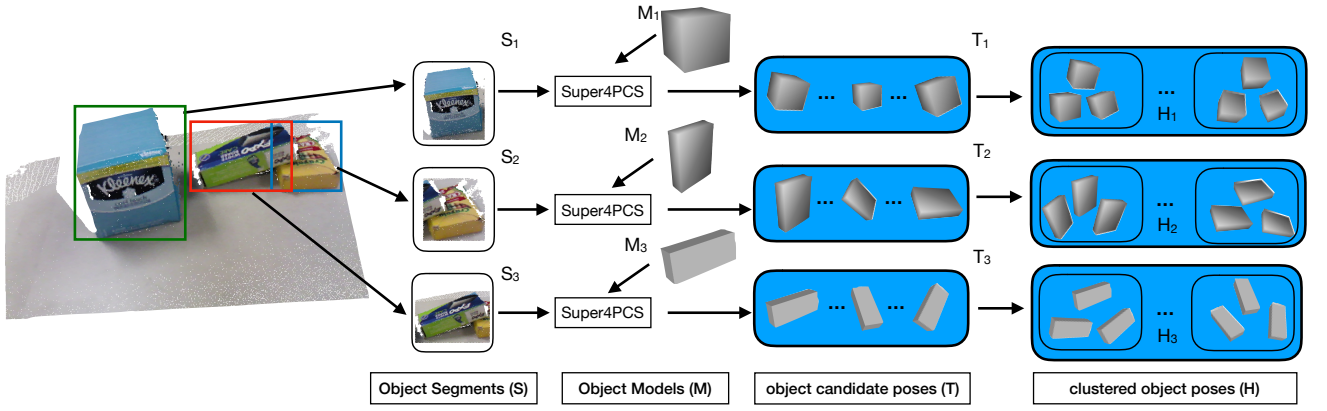 M1
S1
T1
Super4PCS
...
...
...
H1
Kleenex
M2
S2
T2
Super4PCS
...
...
...
H2
M3
S3
T3
Super4PCS
...
...
...
H3
Kleenex
Object Segments (S)
Object Models (M)
object candidate poses (T)
clustered object poses (H)